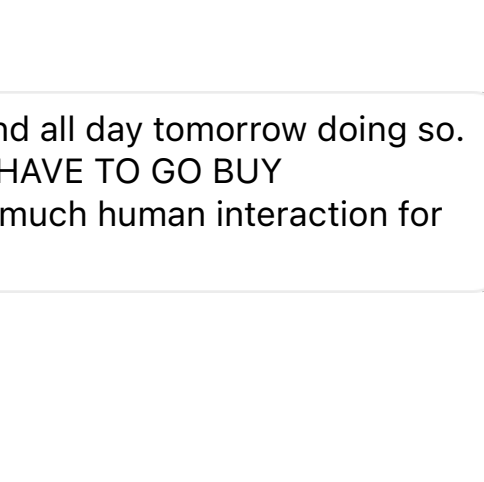 nd all day tomorrow doing so.
HAVE TO GO BUY
much human interaction for